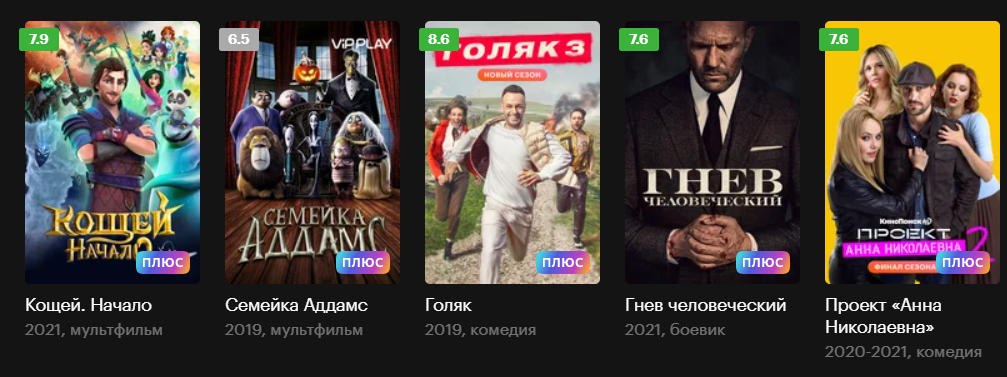 7.9
6.5
8.6
7.6
7.6
КОЩЕЙ
НАЧАЛО
ПЛЮС
VIP PLAY
СЕМЕЙКА
АДДАМС
ПЛЮС
ГОЛЯК 3
НОВЫЙ СЕЗОН
ПЛЮС
ГНЕВ
ЧЕЛОВЕЧЕСКИЙ
ПЛЮС
КиноПоиск HD
ПРОЕКТ
АННА НИКОЛАЕВНА 2
ФИНАЛ СЕЗОНА
ПЛЮС
Кощей. Начало
2021, мультфильм
Семейка Аддамс
2019, мультфильм
Голяк
2019, комедия
Гнев человеческий
2021, боевик
Проект «Анна
Николаевна»
2020-2021, комедия